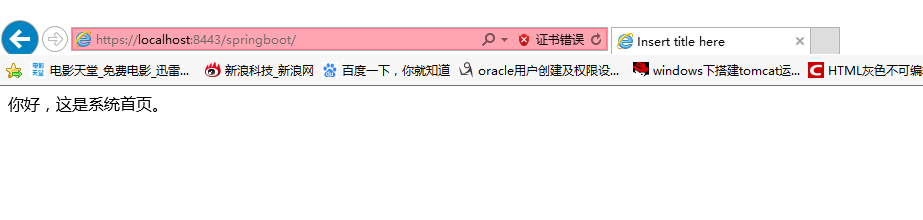 https://localhost:8443/springboot/ 证书错误 Insert title here
电影天堂_免费电影_迅雷... 新浪科技_新浪网 百度一下，你就知道 oracle用户创建及权限设... windows下搭建tomcat运... HTML灰色不可编
你好，这是系统首页。